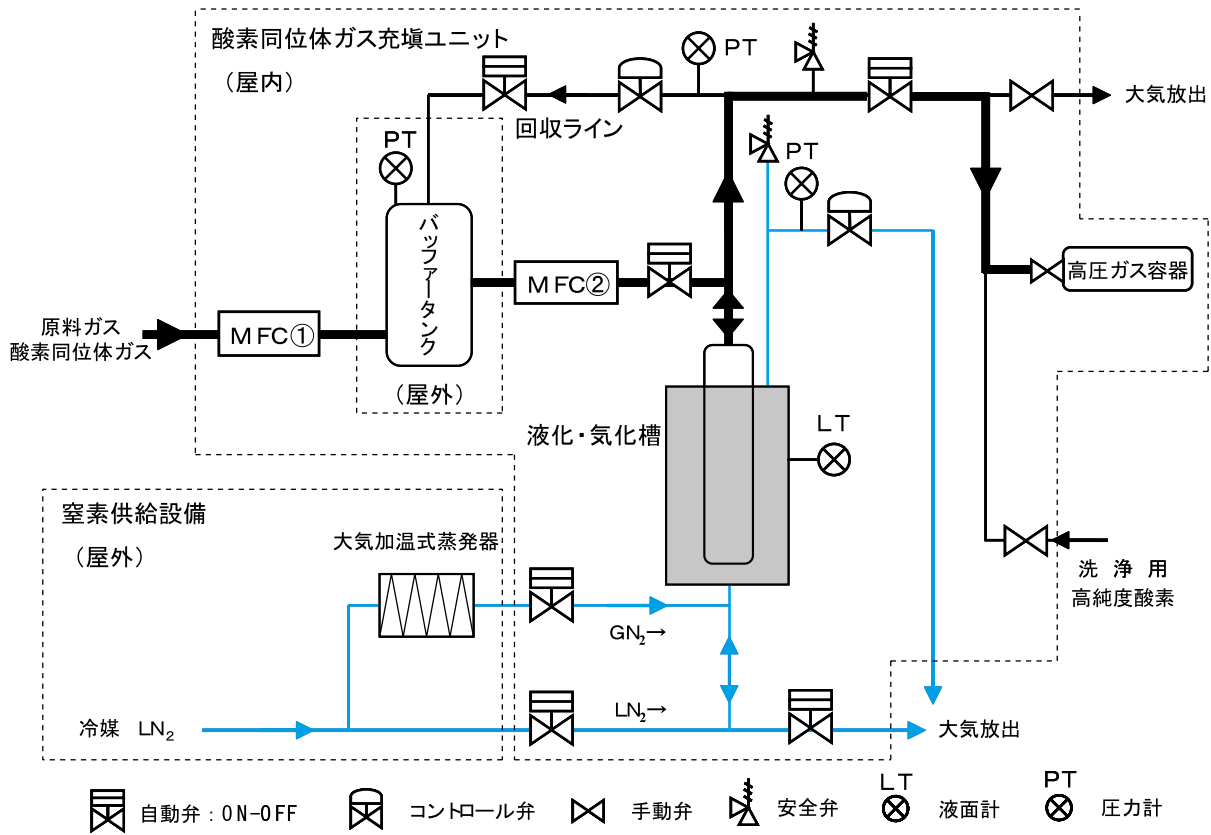 酸素同位体ガス充塡ユニット
（屋内）
PT
大気放出
回収ライン
PT
PT
バッファータンク
高圧ガス容器
MFC②
原料ガス
酸素同位体ガス
MFC①
（屋外）
液化・気化槽
LT
窒素供給設備
（屋外）
大気加温式蒸発器
洗浄用
高純度酸素
GN₂→
LN₂→
冷媒 LN₂
大気放出
自動弁：ON-OFF
コントロール弁
手動弁
安全弁
LT
液面計
PT
圧力計